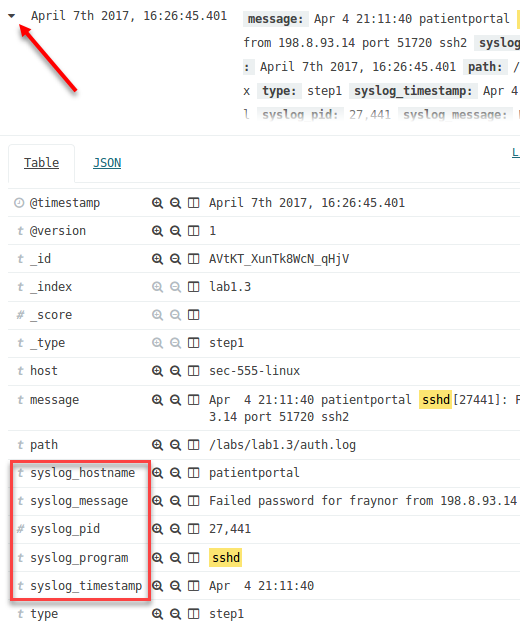 April 7th 2017, 16:26:45.401
message: Apr 4 21:11:40 patientportal
from 198.8.93.14 port 51720 ssh2 syslog
: April 7th 2017, 16:26:45.401 path: /
x type: step1 syslog_timestamp: Apr 4
l syslog_pid: 27,441 syslog_message:
Table JSON L
t @timestamp April 7th 2017, 16:26:45.401
t @version 1
t _id AVtKT_XunTk8WcN_qHjV
t _index lab1.3
# _score
t _type step1
t host sec-555-linux
t message Apr 4 21:11:40 patientportal sshd[27441]: F
3.14 port 51720 ssh2
t path /labs/lab1.3/auth.log
t syslog_hostname patientportal
t syslog_message Failed password for fraynor from 198.8.93.14
# syslog_pid 27,441
t syslog_program sshd
t syslog_timestamp Apr 4 21:11:40
t type step1